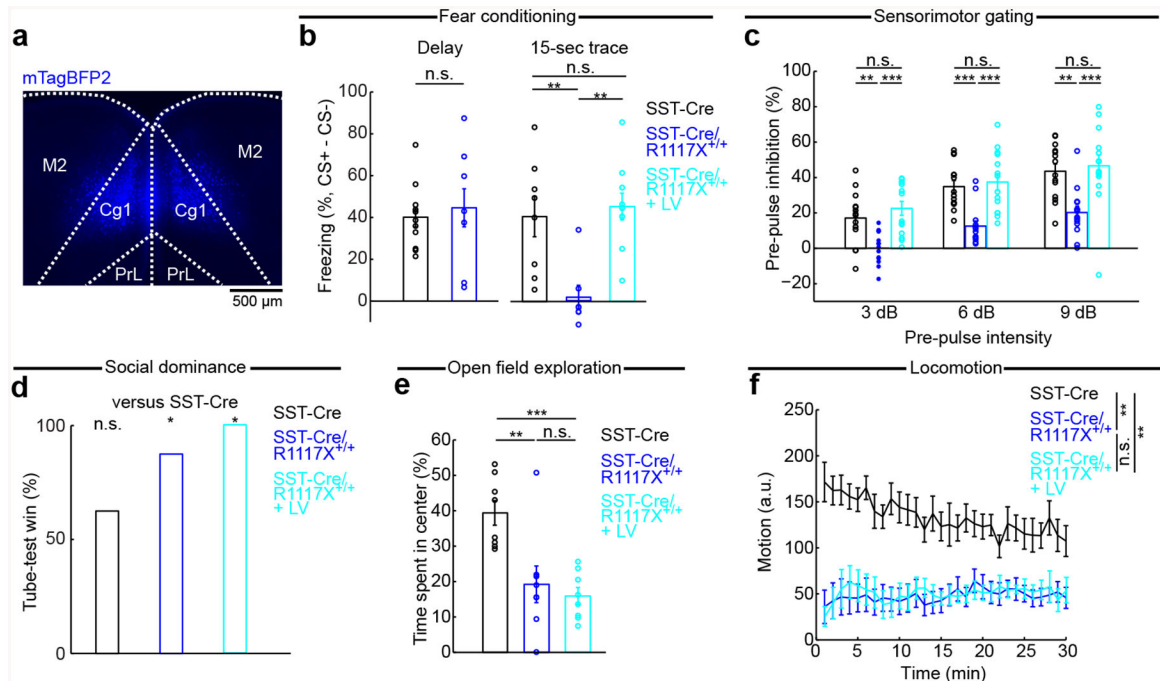 Fear conditioning
Sensorimotor gating
a
mTagBFP2
M2
M2
Cg1
Cg1
PrL
PrL
500 µm
b
Delay
15-sec trace
n.s.
n.s.
**
**
Freezing (%, CS+ - CS-)
100
80
60
40
20
0
SST-Cre
SST-Cre/
R1117X+/+
SST-Cre/
R1117X+/+
+ LV
c
n.s.
n.s.
n.s.
** ***
*** ***
** ***
Pre-pulse inhibition (%)
100
80
60
40
20
0
−20
3 dB
6 dB
9 dB
Pre-pulse intensity
Social dominance
Open field exploration
Locomotion
d
versus SST-Cre
n.s.
*
*
Tube-test win (%)
100
50
0
SST-Cre
SST-Cre/
R1117X+/+
SST-Cre/
R1117X+/+
+ LV
e
***
**
n.s.
Time spent in center (%)
60
50
40
30
20
10
0
SST-Cre
SST-Cre/
R1117X+/+
SST-Cre/
R1117X+/+
+ LV
f
SST-Cre
SST-Cre/
R1117X+/+
SST-Cre/
R1117X+/+
+ LV
**
n.s.
**
Motion (a.u.)
250
200
150
100
50
0
0
5
10
15
20
25
30
Time (min)